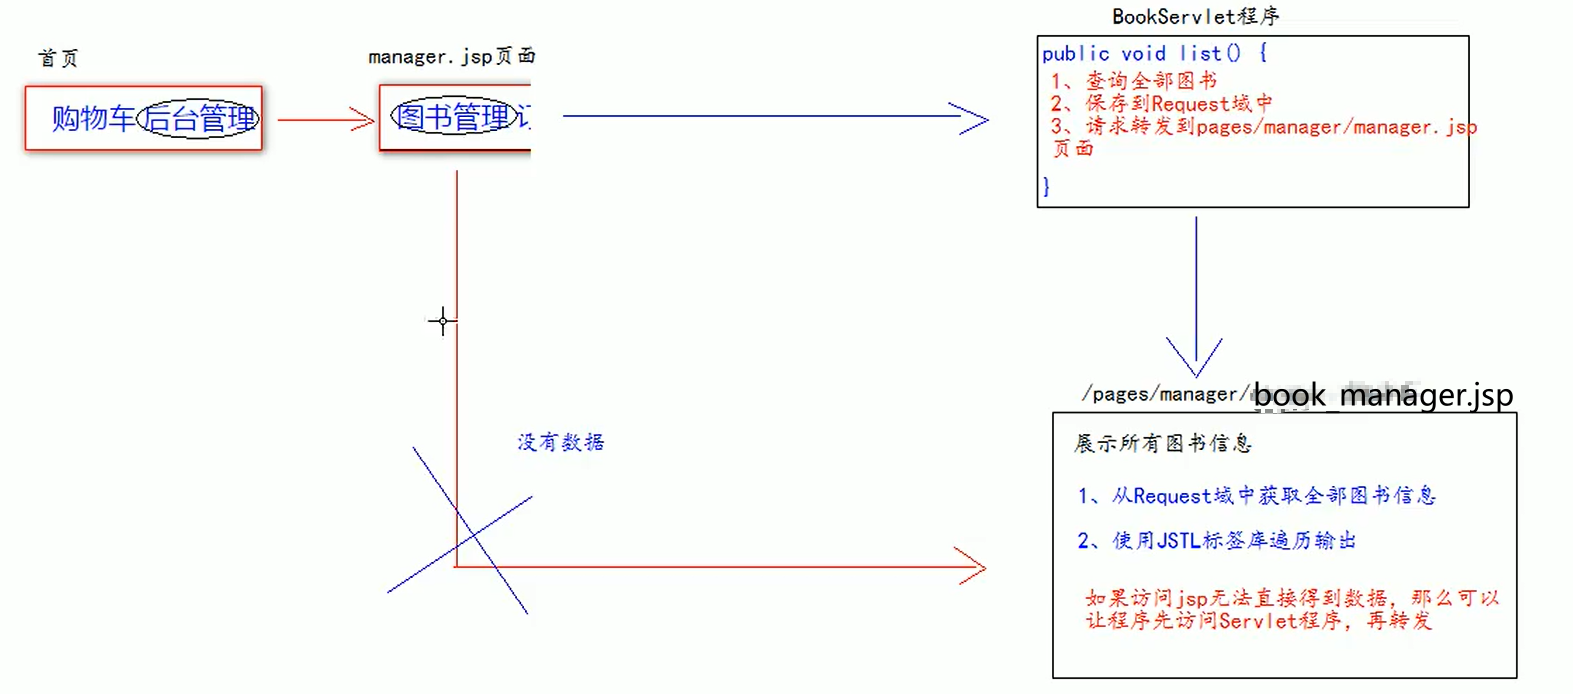 首页
购物车 后台管理
manager.jsp页面
图书管理
BookServlet程序
public void list() {
1、查询全部图书
2、保存到Request域中
3、请求转发到pages/manager/manager.jsp
页面
}
没有数据
/pages/manager/book_manager.jsp
展示所有图书信息
1、从Request域中获取全部图书信息
2、使用JSTL标签库遍历输出
如果访问jsp无法直接得到数据，那么可以
让程序先访问Servlet程序，再转发